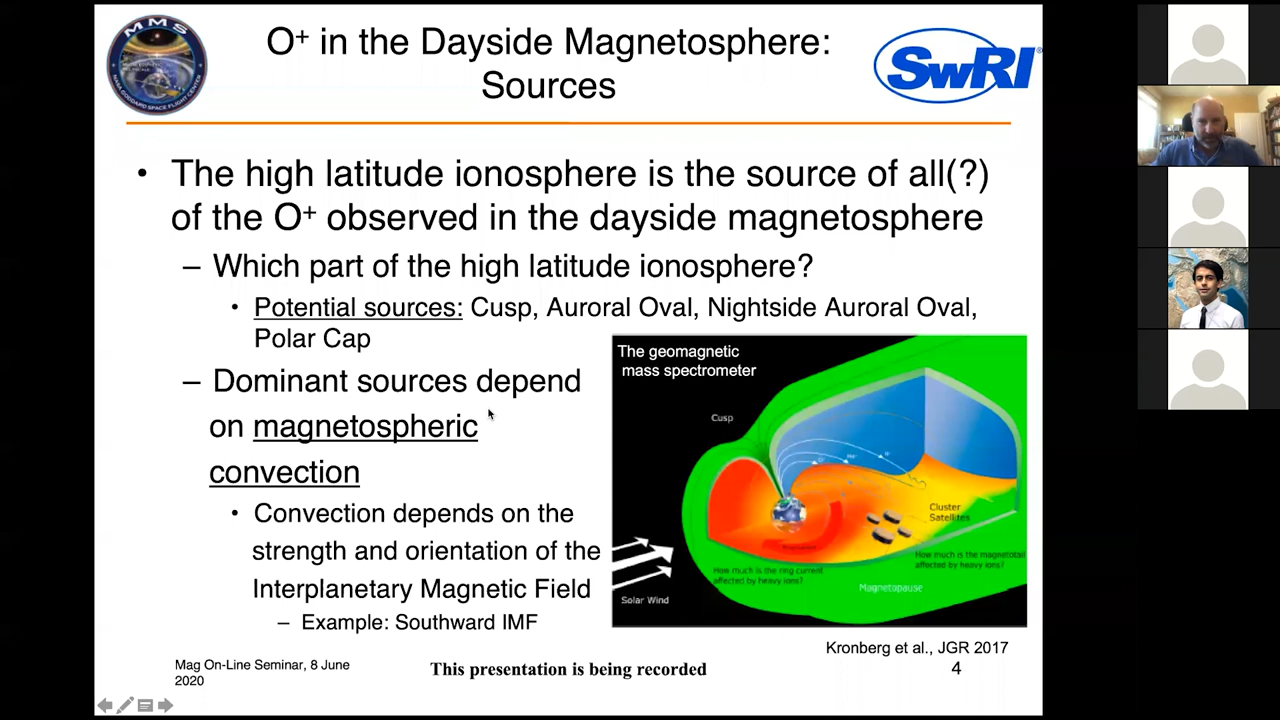 MMS
O+ in the Dayside Magnetosphere:
Sources
SwRI®
• The high latitude ionosphere is the source of all(?)
of the O+ observed in the dayside magnetosphere
– Which part of the high latitude ionosphere?
• Potential sources: Cusp, Auroral Oval, Nightside Auroral Oval,
Polar Cap
– Dominant sources depend
on magnetospheric
convection
• Convection depends on the
strength and orientation of the
Interplanetary Magnetic Field
– Example: Southward IMF
The geomagnetic
mass spectrometer
Cusp
Cluster
Satellites
How much is the ring current
affected by heavy ions?
How much is the magnetotail
affected by heavy ions?
Magnetopause
Solar Wind
Kronberg et al., JGR 2017
Mag On-Line Seminar, 8 June
2020
This presentation is being recorded
4